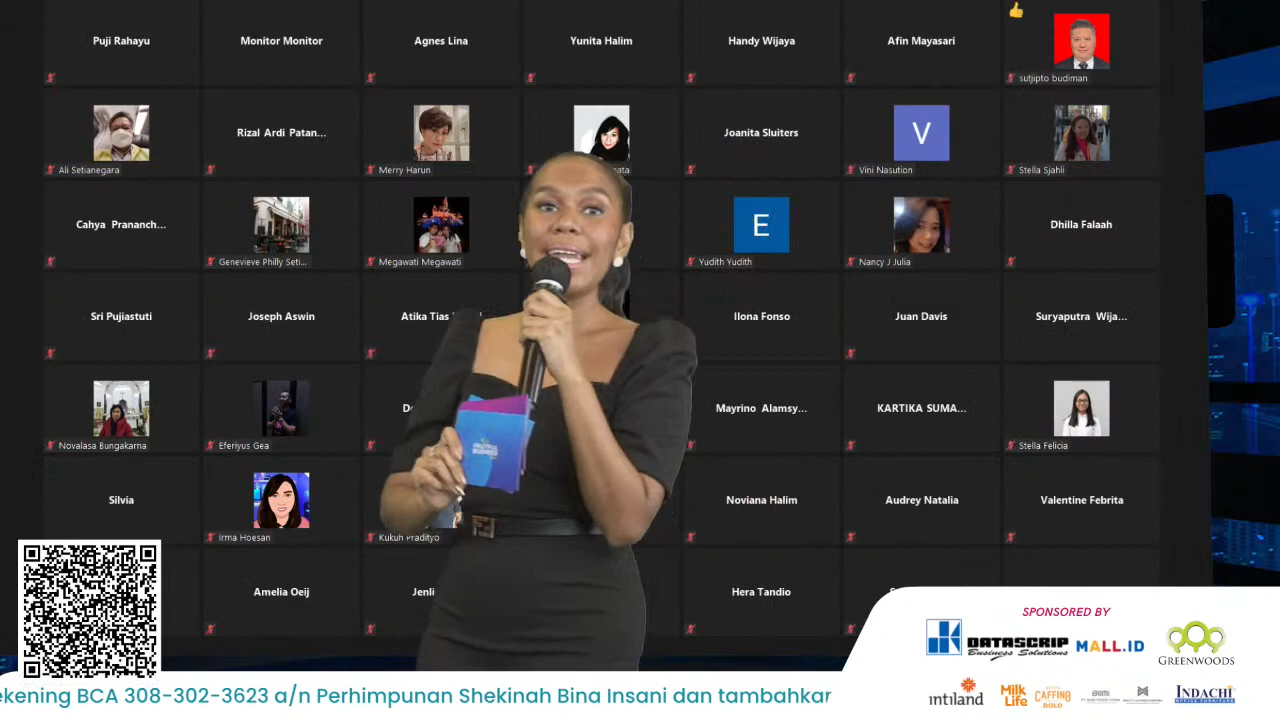 Puji Rahayu
Monitor Monitor
Agnes Lina
Yunita Halim
Handy Wijaya
Afin Mayasari
sutjipto budiman
Ali Setianegara
Rizal Ardi Patan...
Merry Harun
Joanita Sluiters
V
Vini Nasution
Stella Sjahli
Cahya Prananch...
Genevieve Philly Seti...
Megawati Megawati
E
Yudith Yudith
Nancy J Julia
Dhilla Falaah
Sri Pujiastuti
Joseph Aswin
Atika Tias
Ilona Fonso
Juan Davis
Suryaputra Wija...
Novalasa Bungakarna
Eferiyus Gea
Mayrino Alamsy...
KARTIKA SUMA...
Stella Felicia
Silvia
Irma Hoesan
Kukuh Pradityo
Noviana Halim
Audrey Natalia
Valentine Febrita
Amelia Oeij
Jenli
Hera Tandio
SPONSORED BY
DATASCRIP
Business Solutions
MALL.ID
GREENWOODS
intiland
Milk Life
CAFFINO
BOLD
INDACHI
OFFICE FURNITURE
ekening BCA 308-302-3623 a/n Perhimpunan Shekinah Bina Insani dan tambahkan